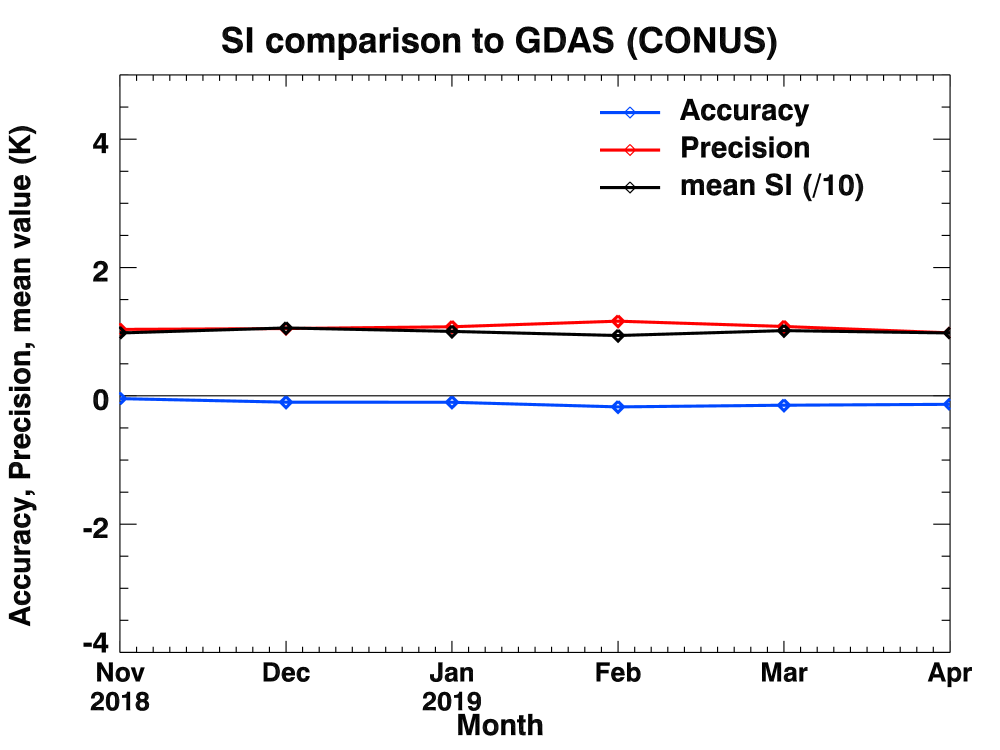 SI comparison to GDAS (CONUS)
Accuracy
Precision
mean SI (/10)
Accuracy, Precision, mean value (K)
4
2
0
-2
-4
Nov Dec Jan Feb Mar Apr
2018 2019
Month